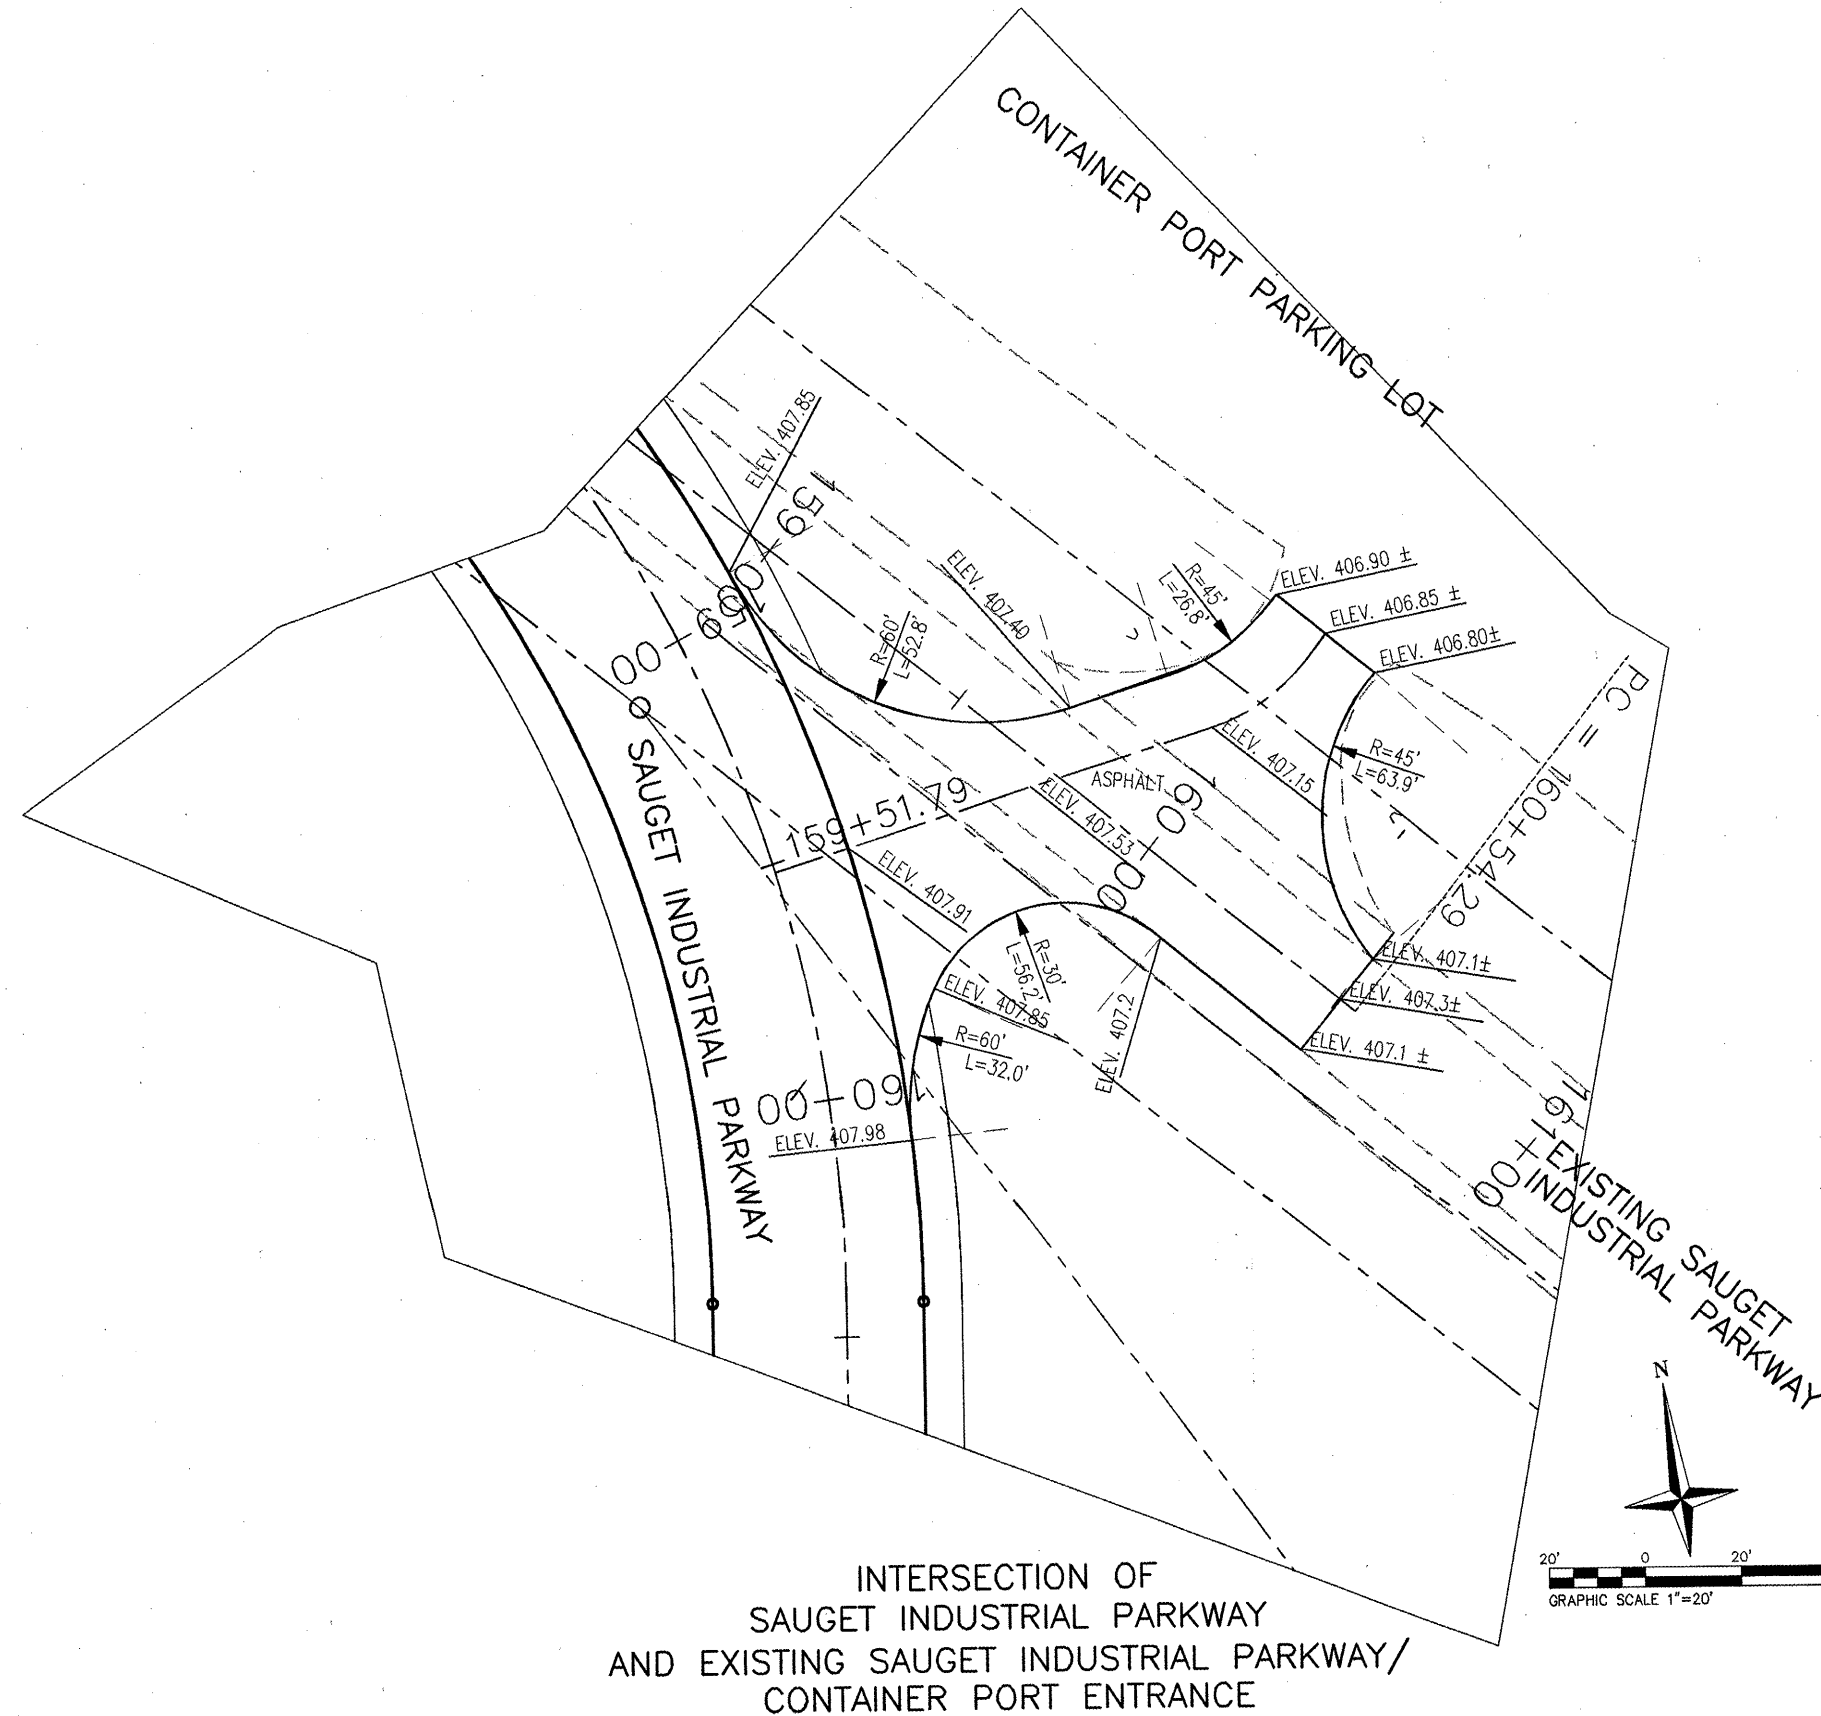 CONTAINER PORT PARKING LOT
ELEV. 407.85
159+00
159+00
ELEV. 407.40
R=45'
L=26.8'
ELEV. 406.90 ±
ELEV. 406.85 ±
ELEV. 406.80±
R=60'
L=52.8'
PC = 160+54.29
R=45'
L=63.9'
ELEV. 407.15
ASPHALT
160+00
ELEV. 407.53
159+51.79
ELEV. 407.91
SAUGET INDUSTRIAL PARKWAY
R=30'
L=56.2'
ELEV. 407.85
ELEV. 407.2
R=60'
L=32.0'
ELEV. 407.1±
ELEV. 407.3±
ELEV. 407.1 ±
160+00
ELEV. 407.98
161+00
EXISTING SAUGET
INDUSTRIAL PARKWAY
N
20' 0 20'
GRAPHIC SCALE 1"=20'
INTERSECTION OF
SAUGET INDUSTRIAL PARKWAY
AND EXISTING SAUGET INDUSTRIAL PARKWAY/
CONTAINER PORT ENTRANCE